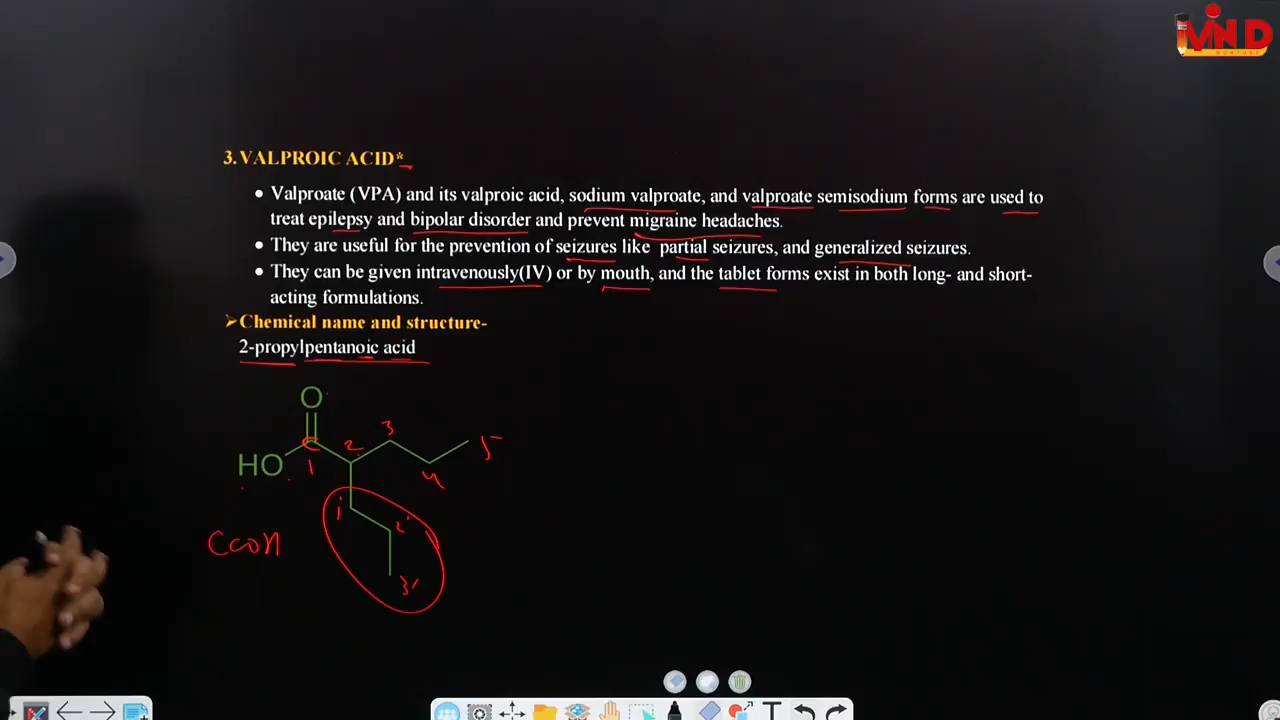 MIND
3.VALPROIC ACID*
• Valproate (VPA) and its valproic acid, sodium valproate, and valproate semisodium forms are used to
treat epilepsy and bipolar disorder and prevent migraine headaches.
• They are useful for the prevention of seizures like partial seizures, and generalized seizures.
• They can be given intravenously(IV) or by mouth, and the tablet forms exist in both long- and short-
acting formulations.
➤Chemical name and structure-
2-propylpentanoic acid
O
3
2
5
HO
C
1
4
1'
2'
COOH
3'
T